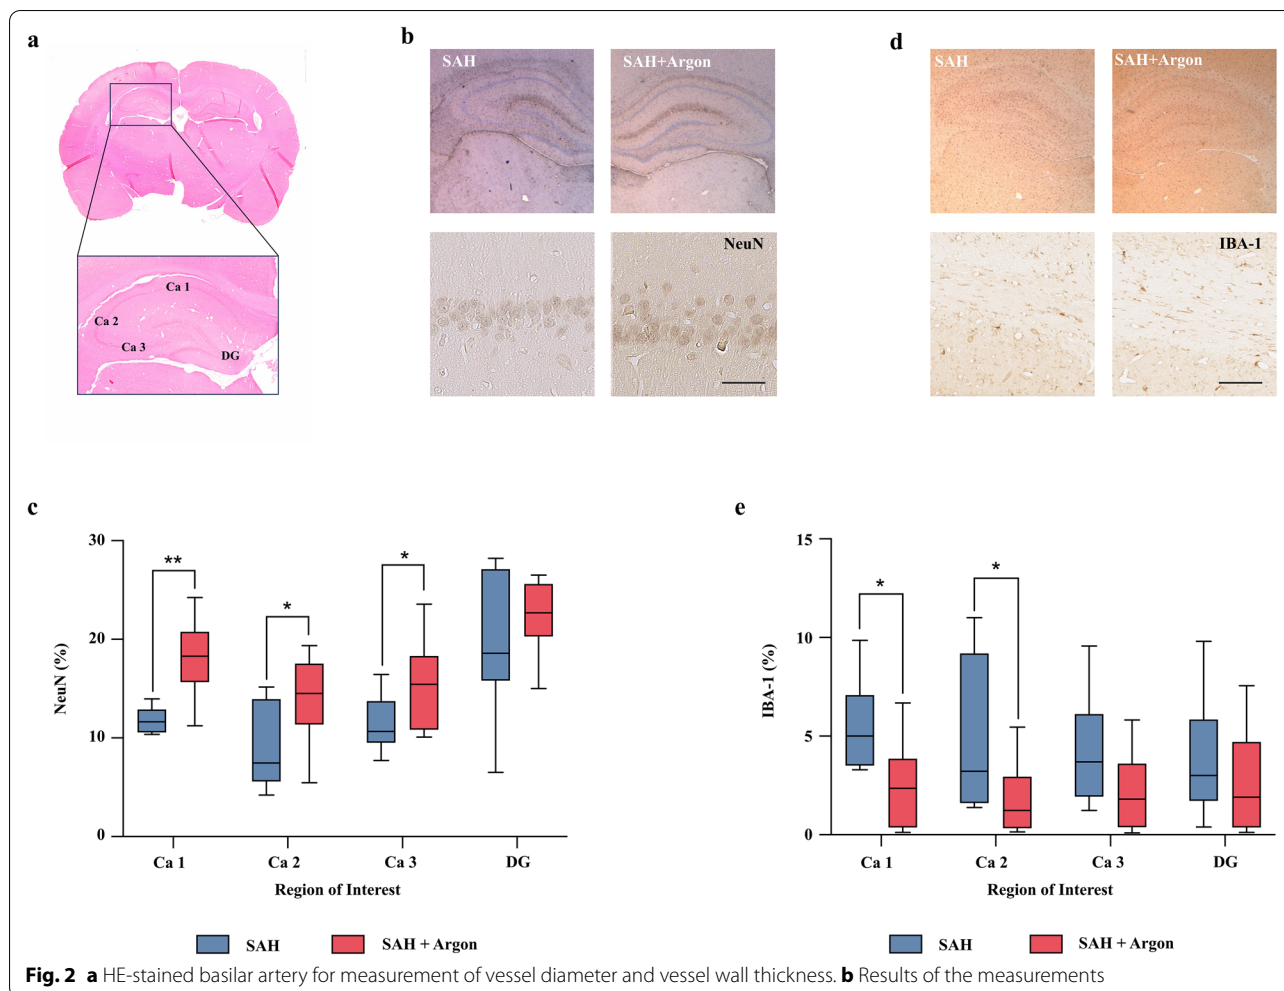 a
b
d
SAH
SAH+Argon
SAH
SAH+Argon
NeuN
IBA-1
Ca 1
Ca 2
Ca 3
DG
c
e
30
20
10
0
NeuN (%)
**
*
*
Ca 1
Ca 2
Ca 3
DG
Region of Interest
SAH
SAH + Argon
15
10
5
0
IBA-1 (%)
*
*
Ca 1
Ca 2
Ca 3
DG
Region of Interest
SAH
SAH + Argon
Fig. 2 a HE-stained basilar artery for measurement of vessel diameter and vessel wall thickness. b Results of the measurements